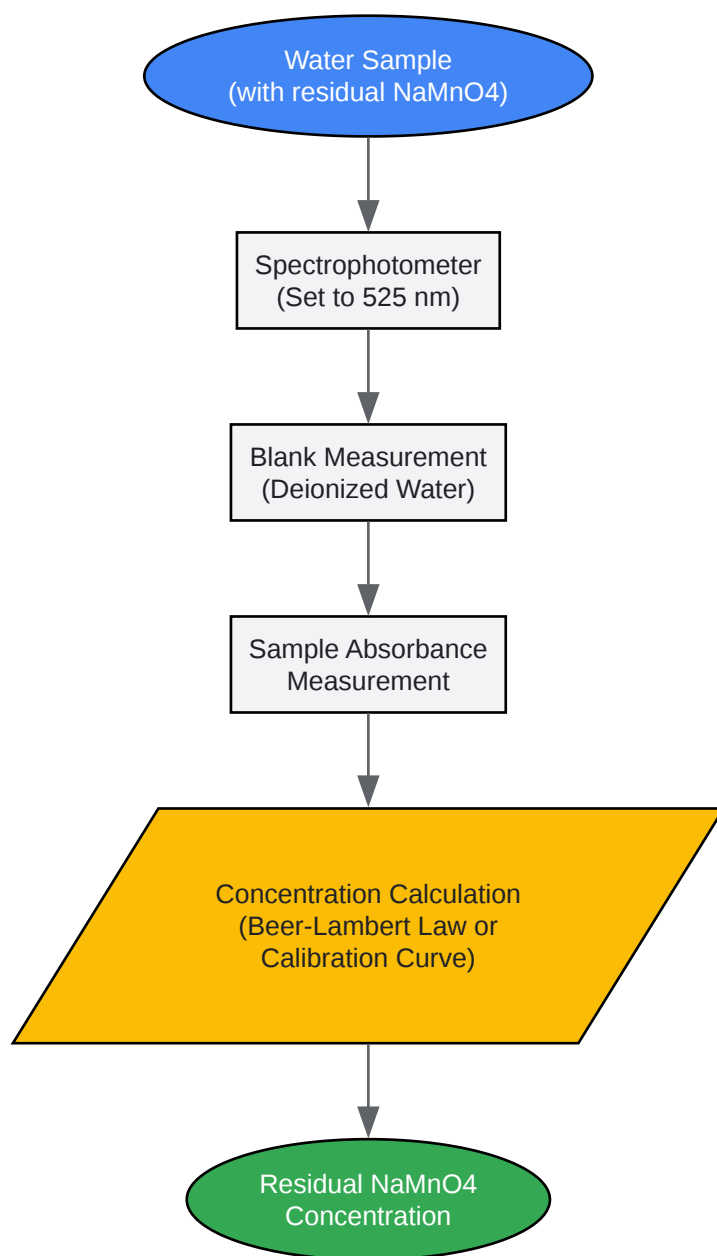 Water Sample
(with residual NaMnO4)
Spectrophotometer
(Set to 525 nm)
Blank Measurement
(Deionized Water)
Sample Absorbance
Measurement
Concentration Calculation
(Beer-Lambert Law or
Calibration Curve)
Residual NaMnO4
Concentration